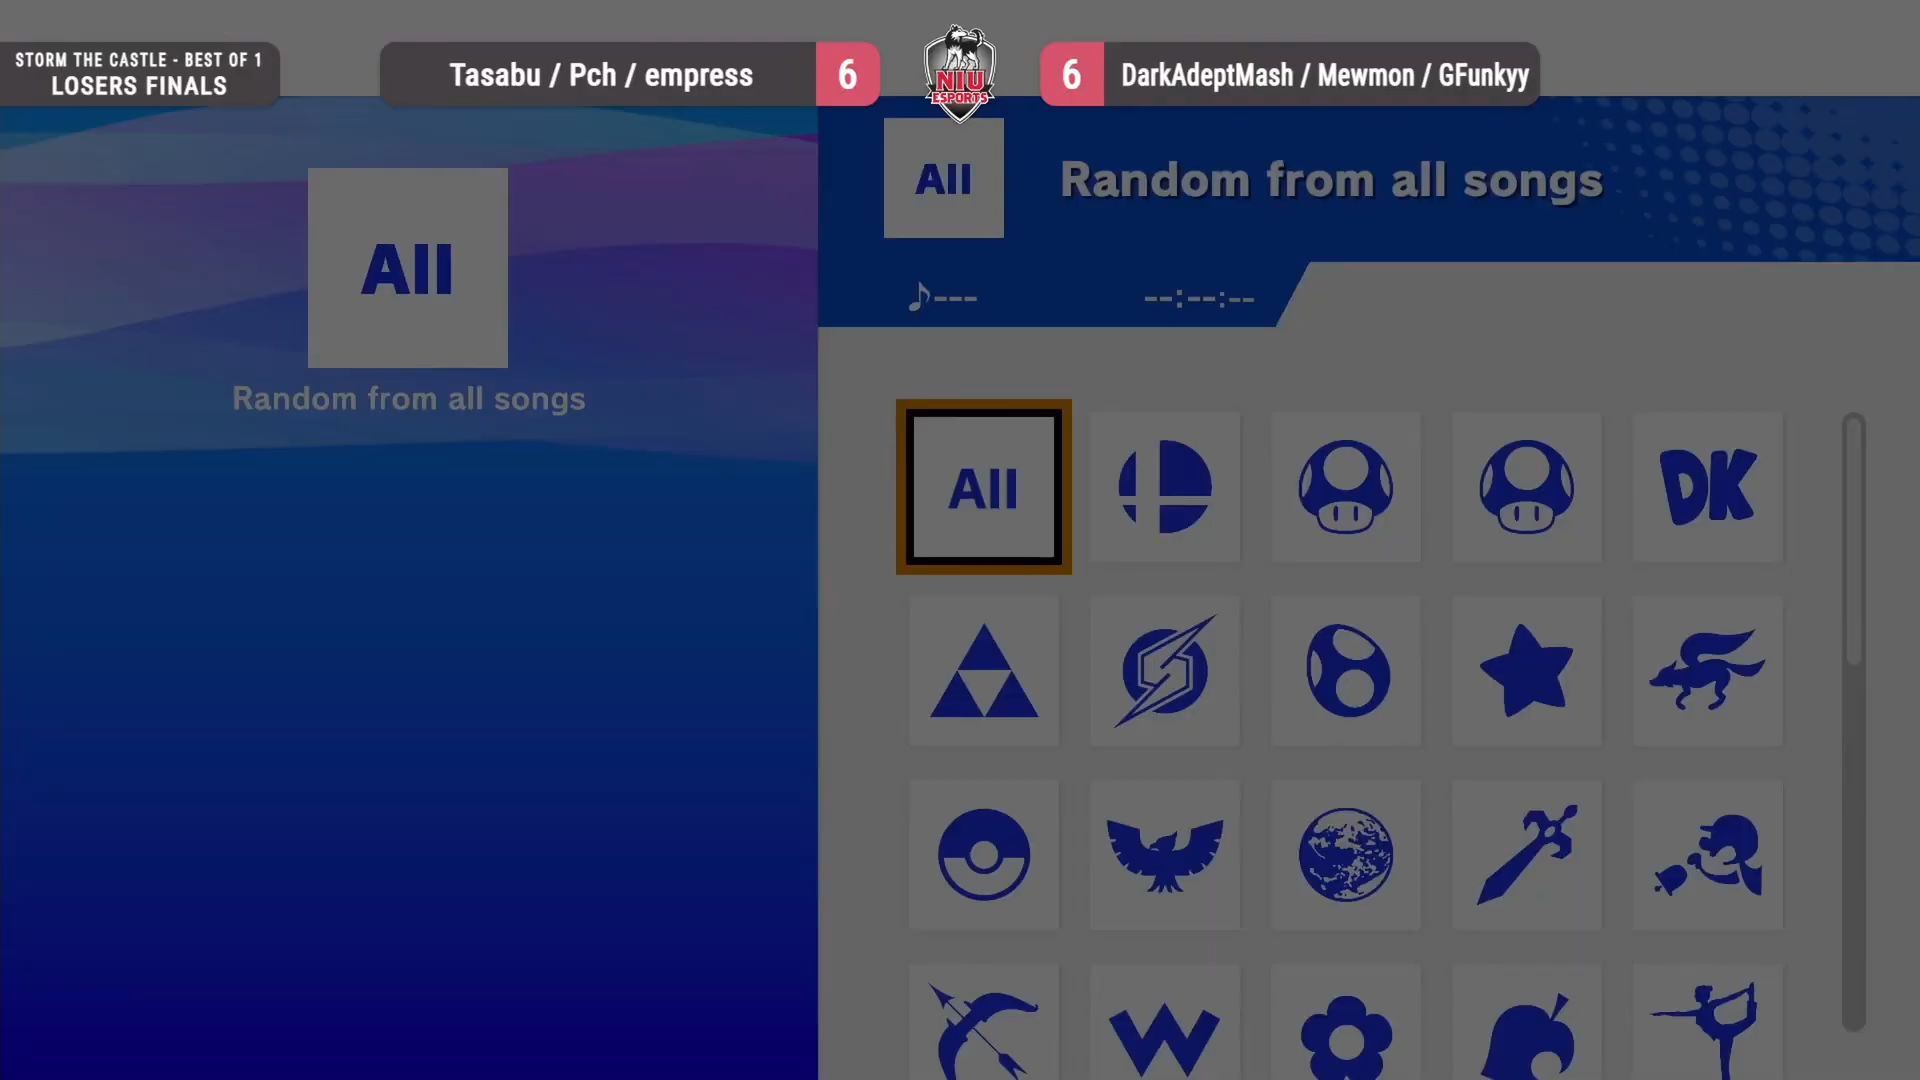 STORM THE CASTLE - BEST OF 1
LOSERS FINALS
Tasabu / Pch / empress
6
NIU
ESPORTS
6
DarkAdeptMash / Mewmon / GFunkyy
All
Random from all songs
All
Random from all songs
♪---
--:--:--
All
DK